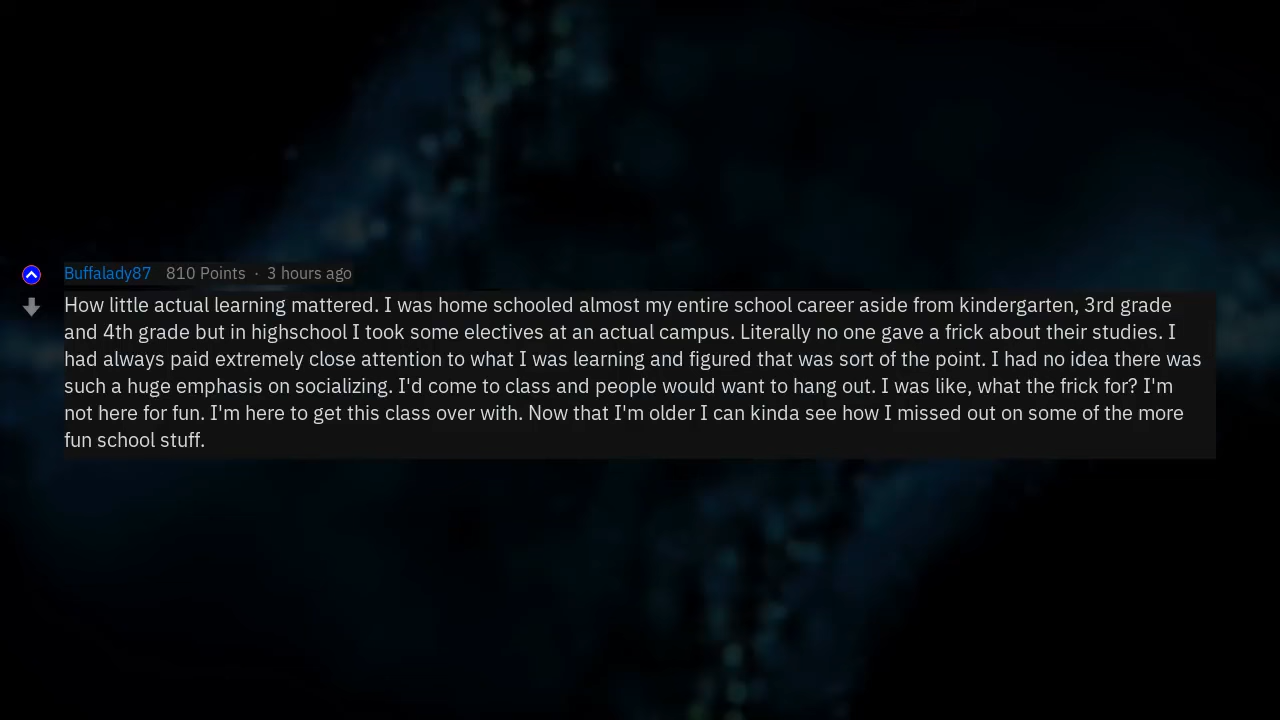 Buffalady87 810 Points · 3 hours ago
How little actual learning mattered. I was home schooled almost my entire school career aside from kindergarten, 3rd grade
and 4th grade but in highschool I took some electives at an actual campus. Literally no one gave a frick about their studies. I
had always paid extremely close attention to what I was learning and figured that was sort of the point. I had no idea there was
such a huge emphasis on socializing. I'd come to class and people would want to hang out. I was like, what the frick for? I'm
not here for fun. I'm here to get this class over with. Now that I'm older I can kinda see how I missed out on some of the more
fun school stuff.